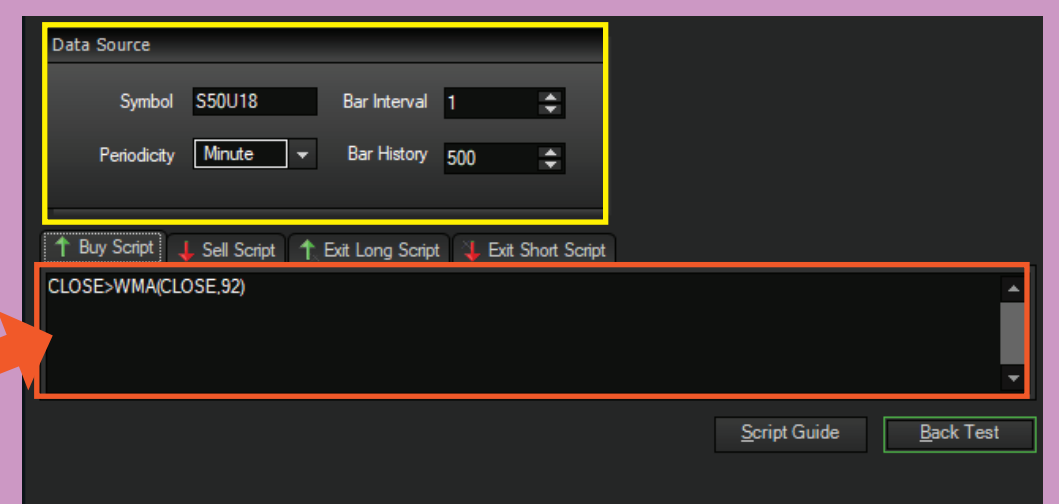 Data Source
Symbol S50U18 Bar Interval 1
Periodicity Minute Bar History 500
Buy Script Sell Script Exit Long Script Exit Short Script
CLOSE>WMA(CLOSE,92)
Script Guide Back Test